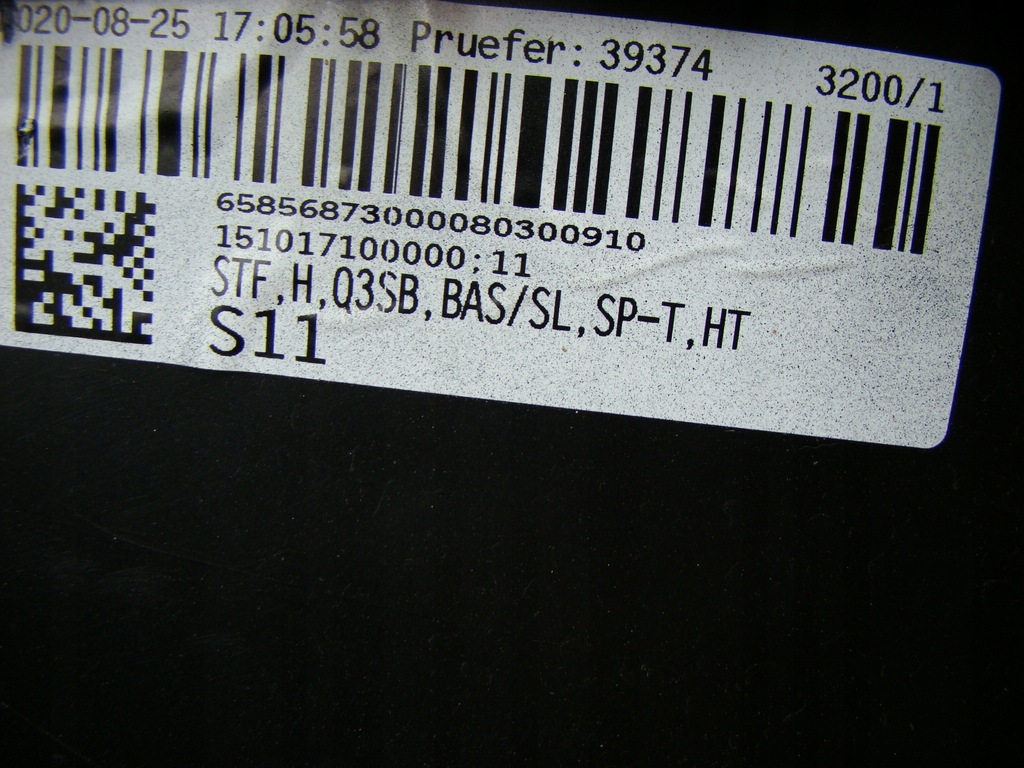 020-08-25 17:05:58 Pruefer: 39374
3200/1
65856873000080300910
151017100000;11
STF,H,Q3SB,BAS/SL,SP-T,HT
S11